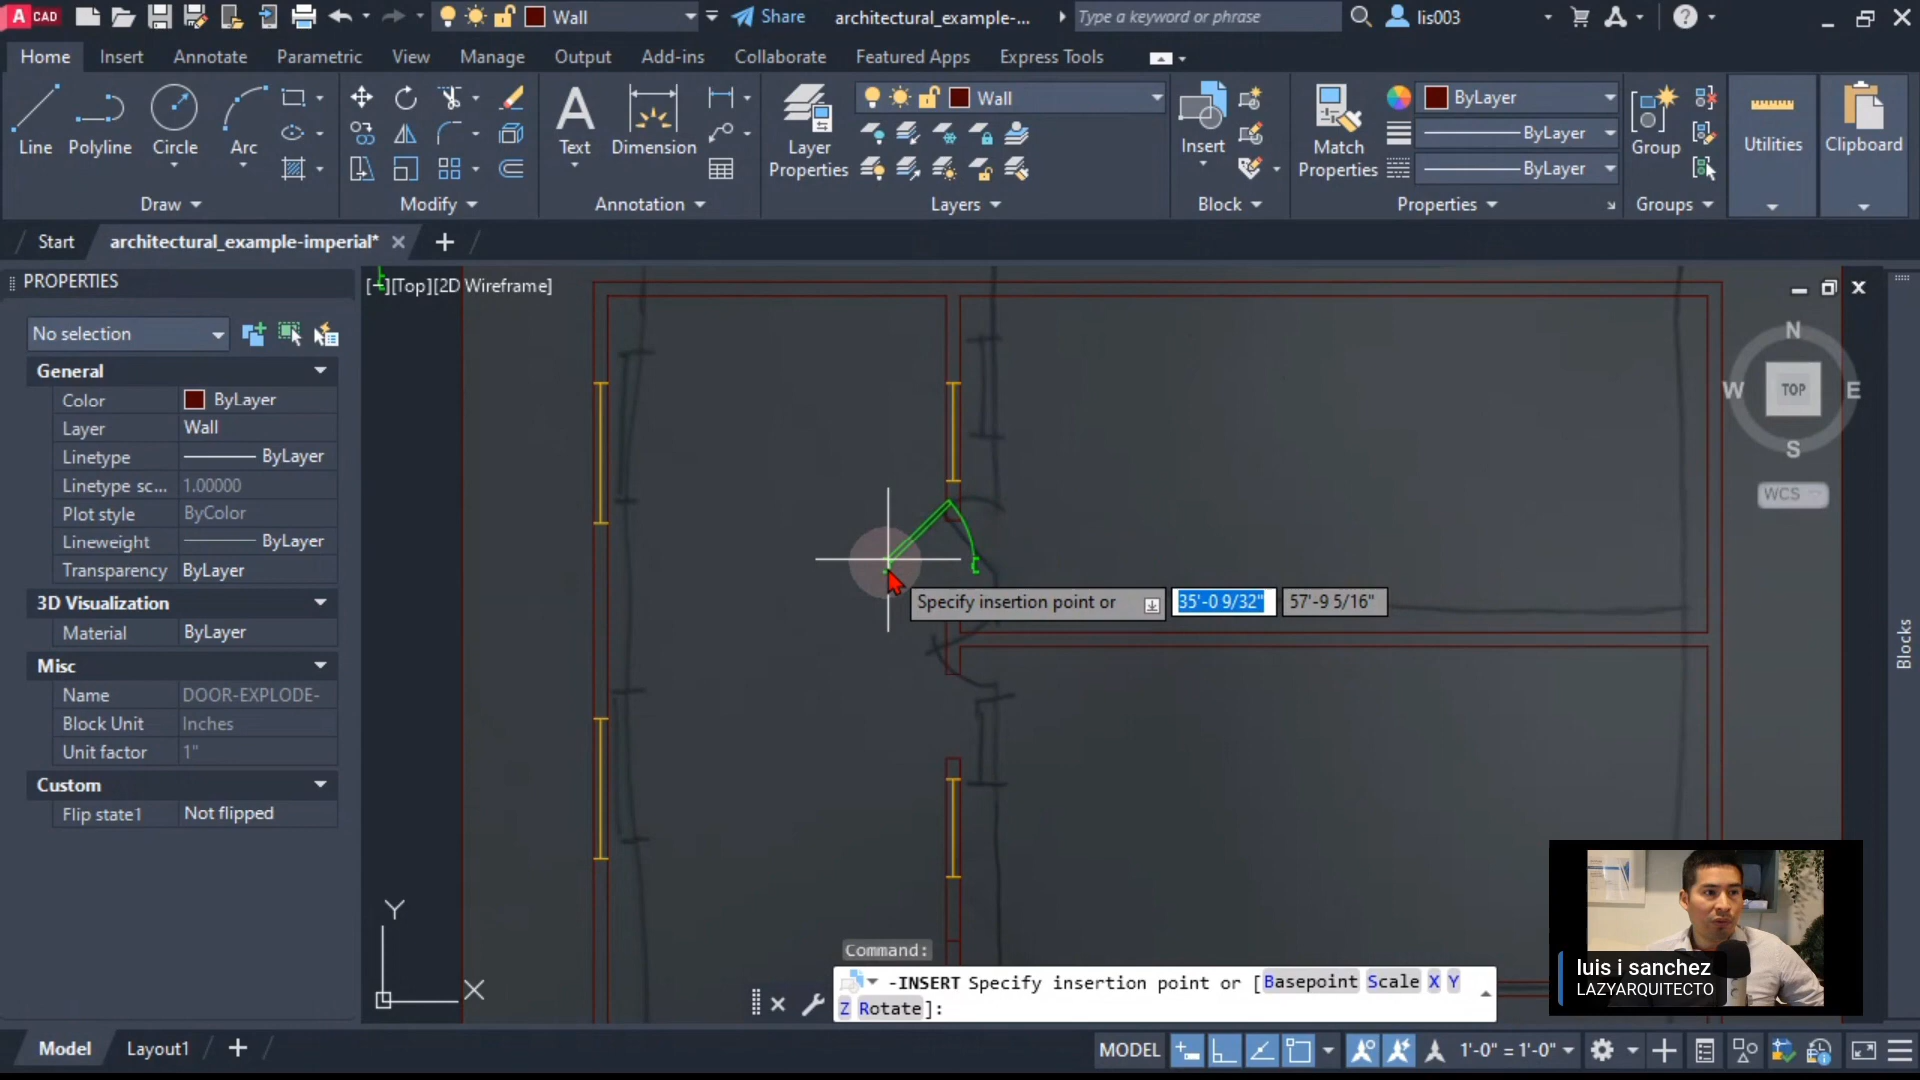 A CAD
Wall
Share
architectural_example-...
Type a keyword or phrase
lis003
Home
Insert
Annotate
Parametric
View
Manage
Output
Add-ins
Collaborate
Featured Apps
Express Tools
Line
Polyline
Circle
Arc
Text
Dimension
Layer Properties
Wall
Insert
Match Properties
ByLayer
ByLayer
ByLayer
Group
Utilities
Clipboard
Draw
Modify
Annotation
Layers
Block
Properties
Groups
Start
architectural_example-imperial*
PROPERTIES
[-][Top][2D Wireframe]
No selection
General
Color ByLayer
Layer Wall
Linetype ByLayer
Linetype sc... 1.00000
Plot style ByColor
Lineweight ByLayer
Transparency ByLayer
3D Visualization
Material ByLayer
Misc
Name DOOR-EXPLODE-
Block Unit Inches
Unit factor 1"
Custom
Flip state1 Not flipped
N
W TOP E
S
WCS
Blocks
Specify insertion point or 35'-0 9/32" 57'-9 5/16"
Y
X
Command:
-INSERT Specify insertion point or [Basepoint Scale X Y
Z Rotate]:
luis i sanchez
LAZYARQUITECTO
Model
Layout1
MODEL
1'-0" = 1'-0"